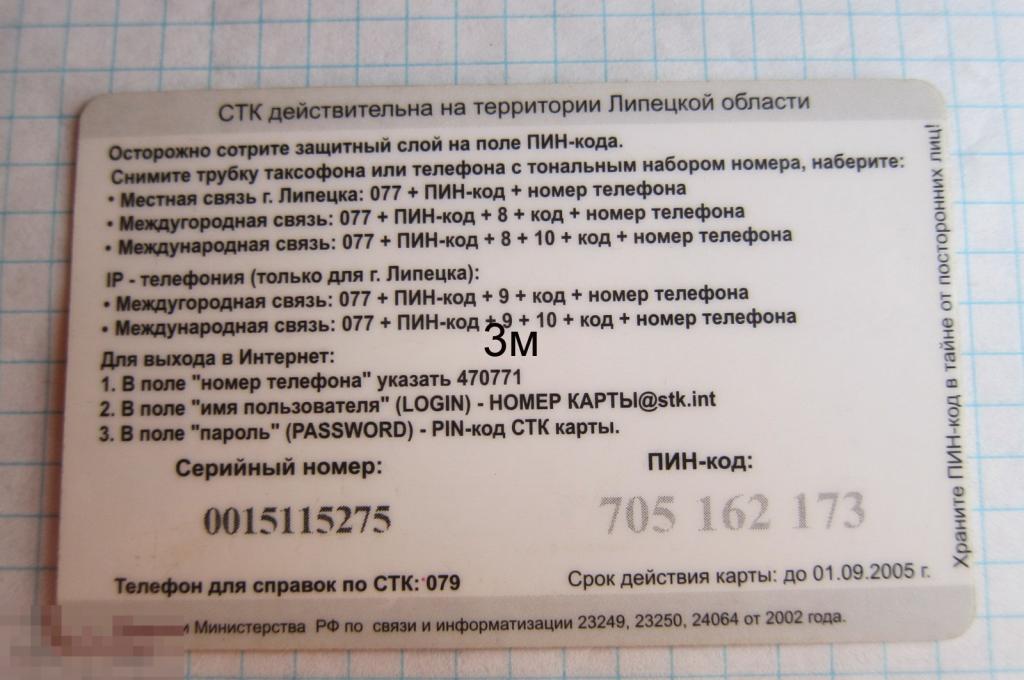 СТК действительна на территории Липецкой области
Осторожно сотрите защитный слой на поле ПИН-кода.
Снимите трубку таксофона или телефона с тональным набором номера, наберите:
• Местная связь г. Липецка: 077 + ПИН-код + номер телефона
• Междугородная связь: 077 + ПИН-код + 8 + код + номер телефона
• Международная связь: 077 + ПИН-код + 8 + 10 + код + номер телефона
IP - телефония (только для г. Липецка):
• Междугородная связь: 077 + ПИН-код + 9 + код + номер телефона
• Международная связь: 077 + ПИН-код + 9 + 10 + код + номер телефона
3м
Для выхода в Интернет:
1. В поле "номер телефона" указать 470771
2. В поле "имя пользователя" (LOGIN) - НОМЕР КАРТЫ@stk.int
3. В поле "пароль" (PASSWORD) - PIN-код СТК карты.
Серийный номер:
ПИН-код:
0015115275
705 162 173
Телефон для справок по СТК: 079
Срок действия карты: до 01.09.2005 г.
Министерства РФ по связи и информатизации 23249, 23250, 24064 от 2002 года.
Храните ПИН-код в тайне от посторонних лиц!